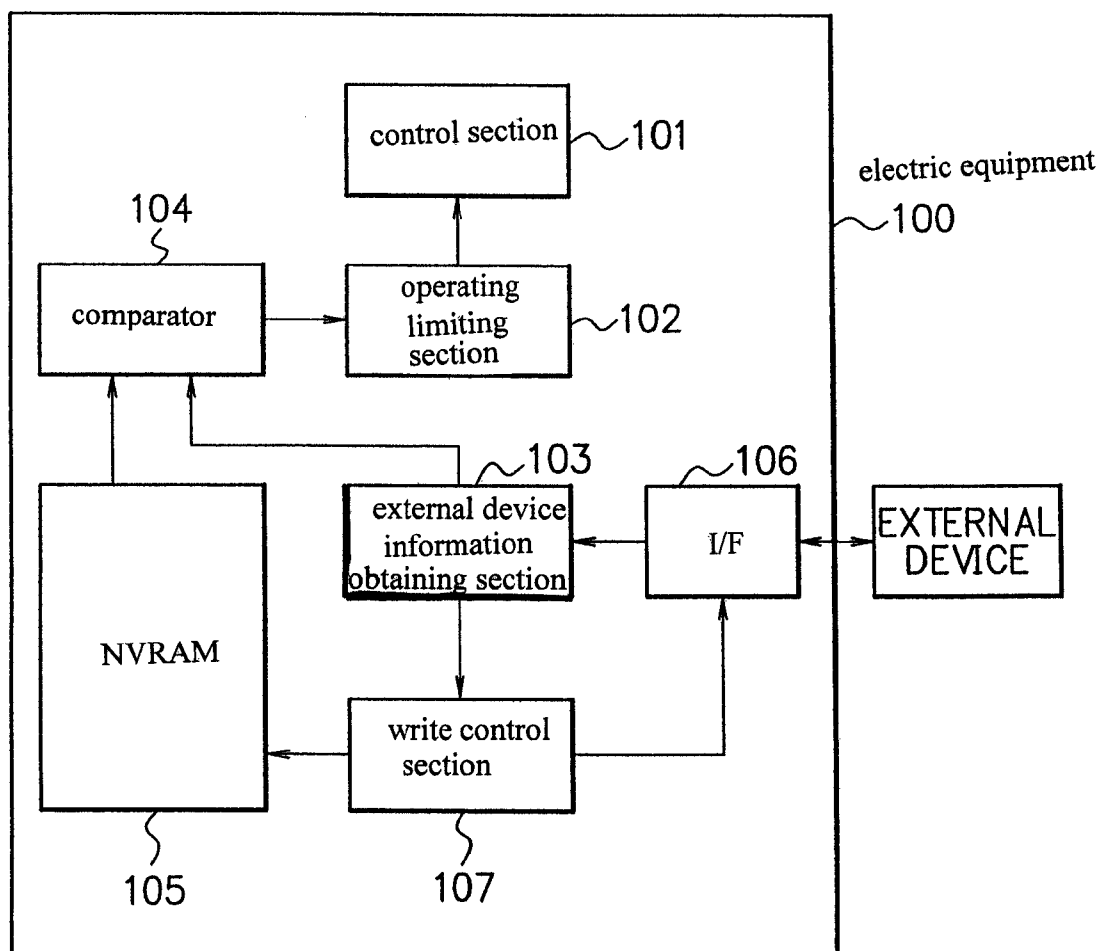 control section
101
electric equipment
100
104
comparator
operating
limiting
section
102
103
106
external device
information
obtaining section
I/F
EXTERNAL
DEVICE
NVRAM
write control
section
105
107